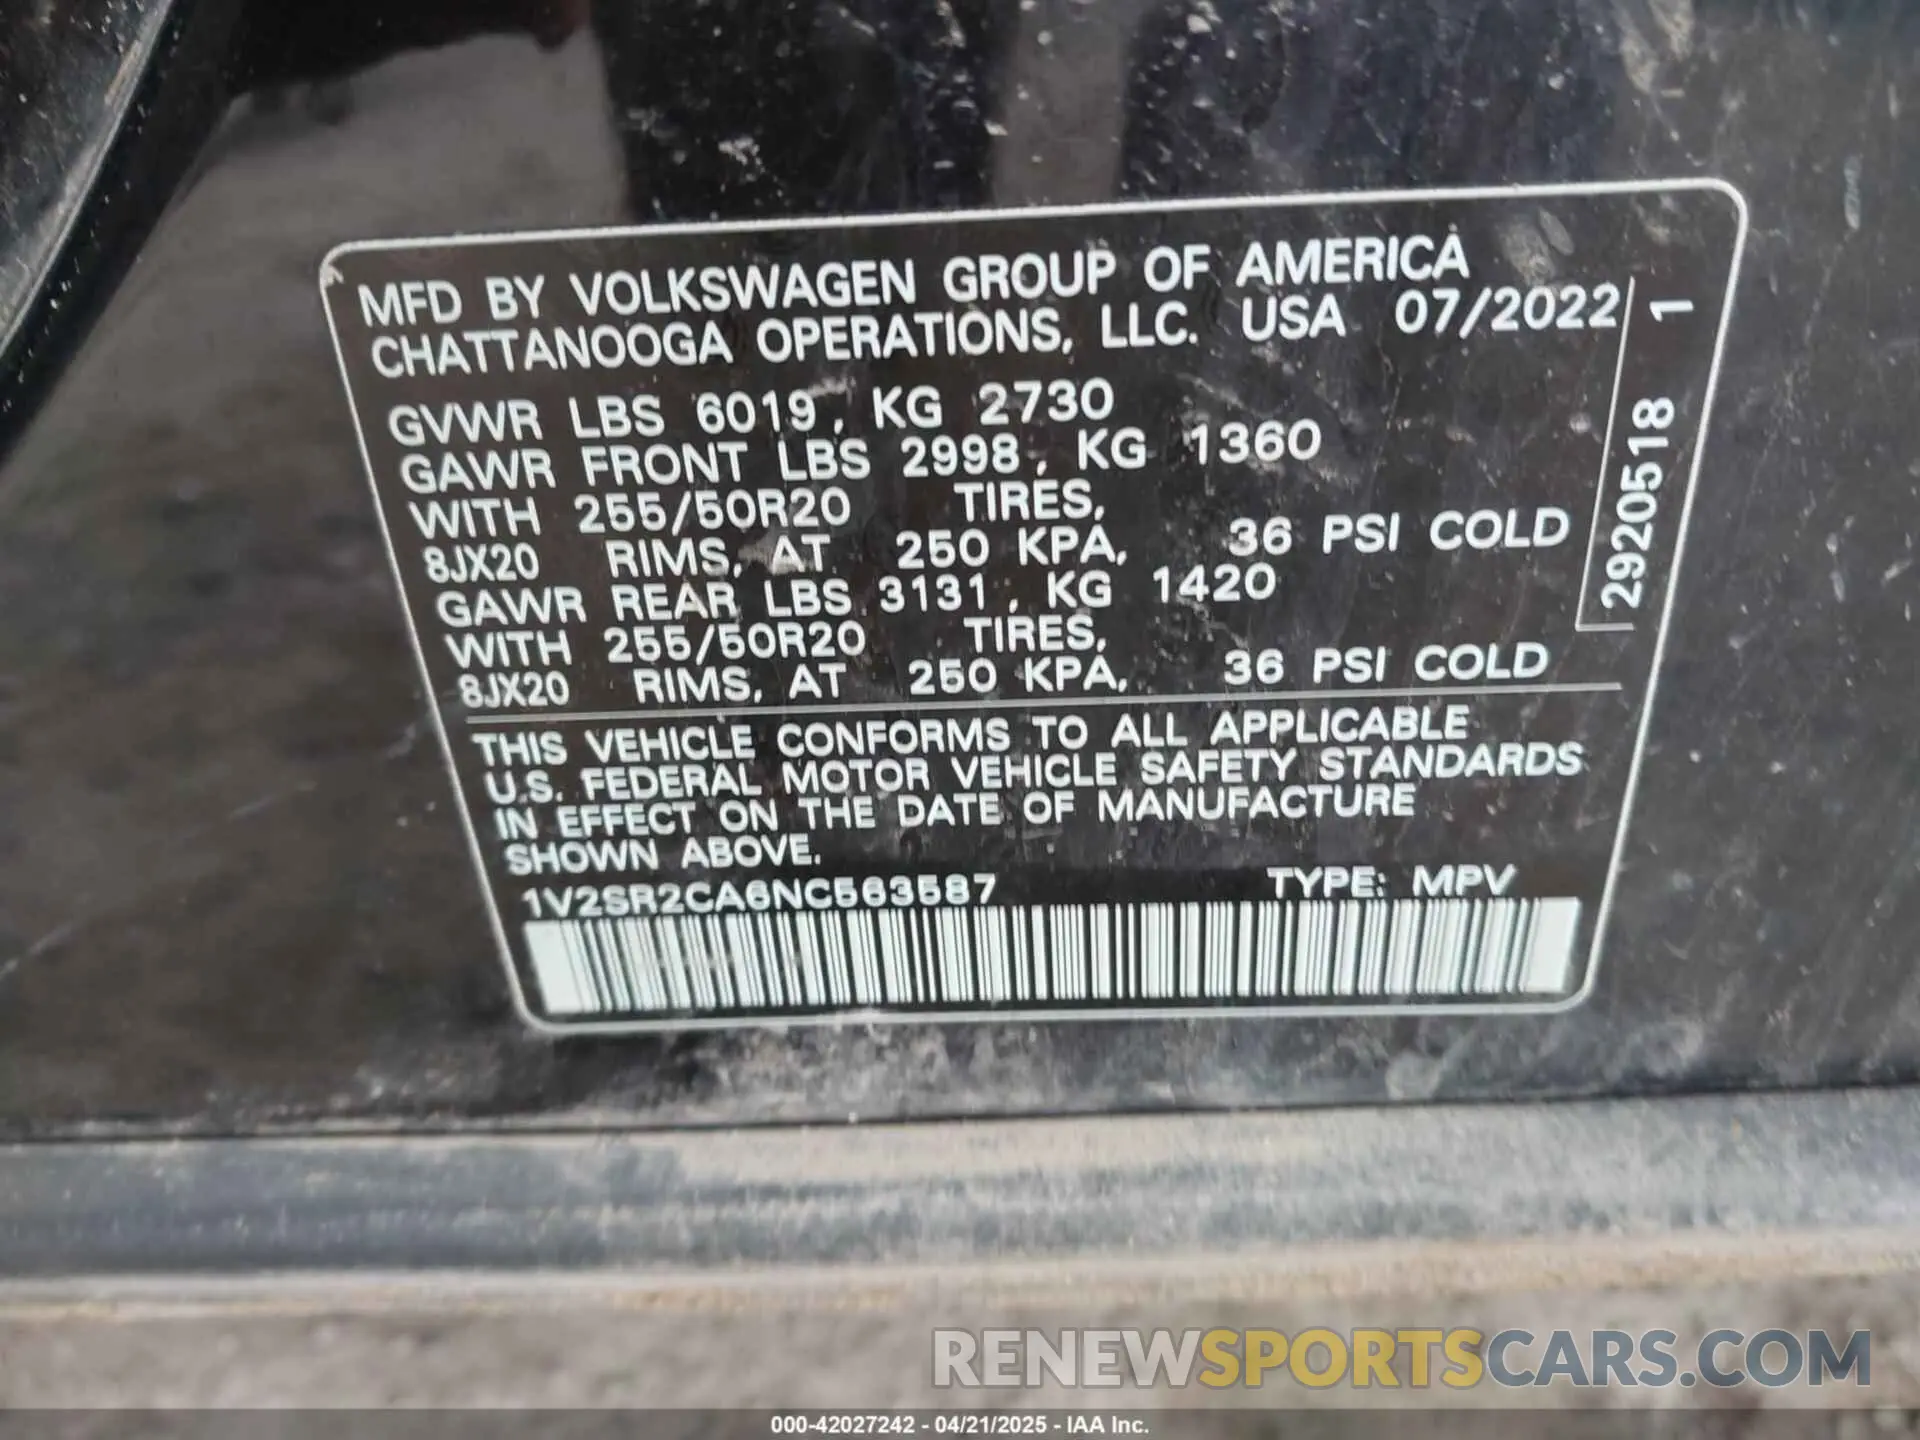 MFD BY VOLKSWAGEN GROUP OF AMERICA
CHATTANOOGA OPERATIONS, LLC. USA 07/2022
GVWR LBS 6019, KG 2730
GAWR FRONT LBS 2998, KG 1360
WITH 255/50R20 TIRES,
8JX20 RIMS, AT 250 KPA, 36 PSI COLD
GAWR REAR LBS 3131, KG 1420
WITH 255/50R20 TIRES,
8JX20 RIMS, AT 250 KPA, 36 PSI COLD
THIS VEHICLE CONFORMS TO ALL APPLICABLE
U.S. FEDERAL MOTOR VEHICLE SAFETY STANDARDS
IN EFFECT ON THE DATE OF MANUFACTURE
SHOWN ABOVE.
1V2SR2CA6NC563587 TYPE: MPV
2920518 1
RENEWSPORTSCARS.COM
000-42027242 - 04/21/2025 - IAA Inc.